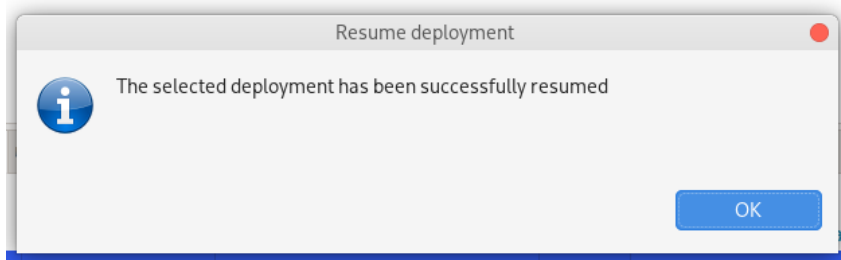 Resume deployment
The selected deployment has been successfully resumed
OK